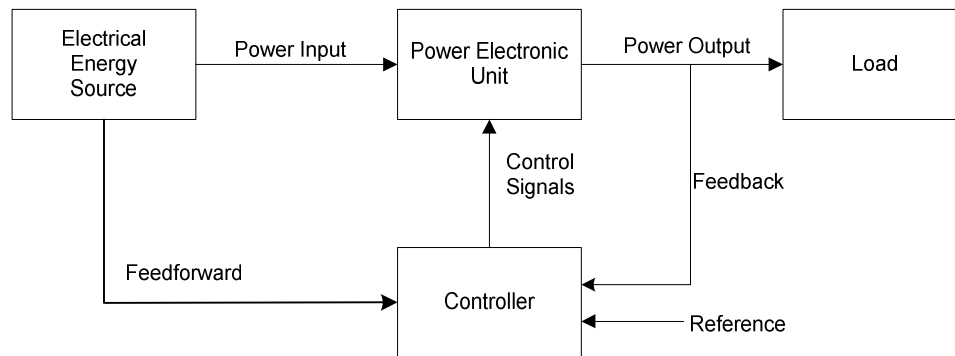 Electrical
Energy
Source
Power Input
Power Electronic
Unit
Power Output
Load
Control
Signals
Feedback
Feedforward
Controller
Reference